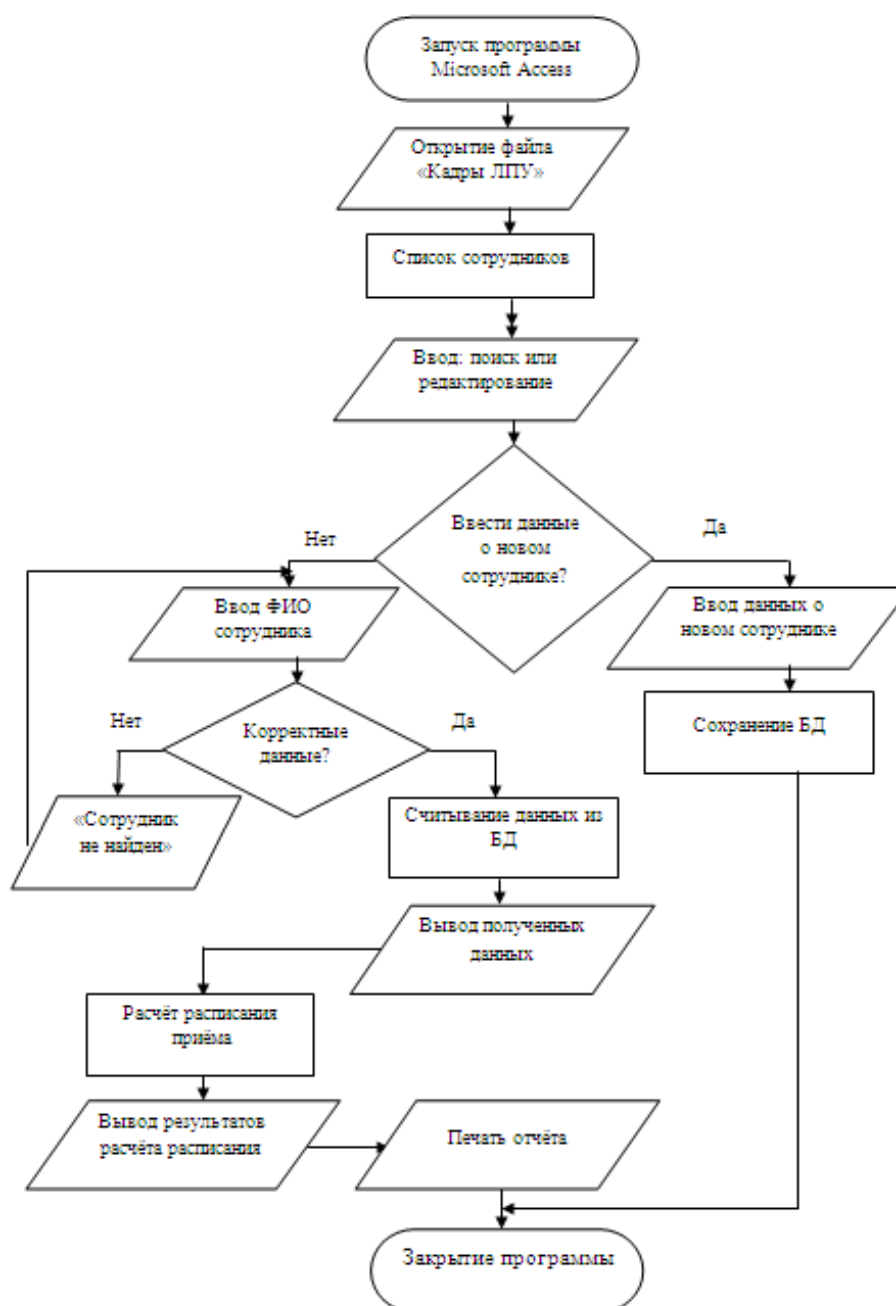 Запуск программы
Microsoft Access
Открытие файла
«Кадры ЛПУ»
Список сотрудников
Ввод: поиск или
редактирование
Ввести данные
о новом
сотруднике?
Нет
Да
Ввод ФИО
сотрудника
Ввод данных о
новом сотруднике
Корректные
данные?
Нет
Да
Сохранение БД
«Сотрудник
не найден»
Считывание данных из
БД
Вывод полученных
данных
Расчёт расписания
приёма
Вывод результатов
расчёта расписания
Печать отчёта
Закрытие программы